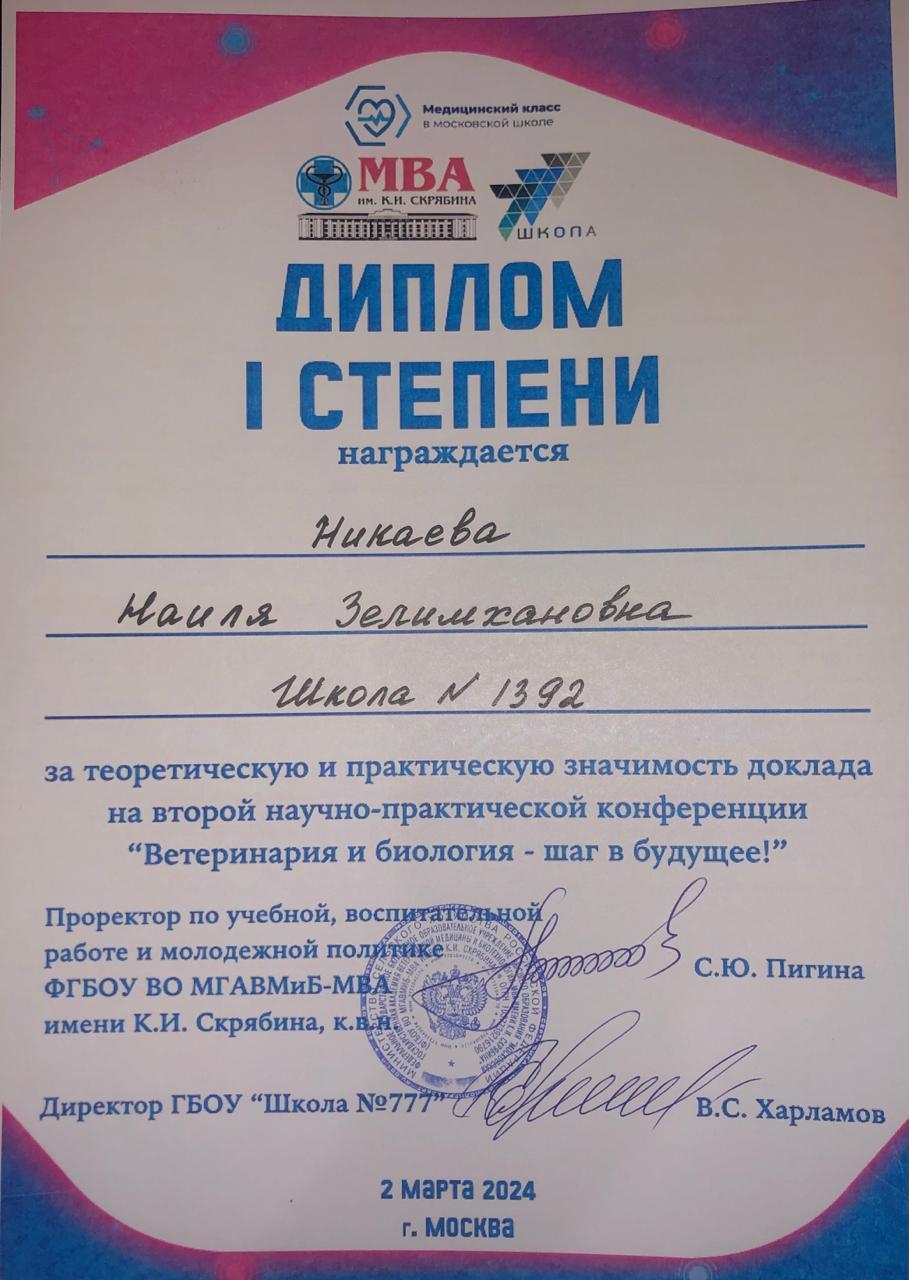 Медицинский класс
в московской школе
МВА
им. К.И. СКРЯБИНА
ШКОЛА
ДИПЛОМ
I СТЕПЕНИ
награждается
Никаева
Наиля Зелимхановна
Школа N 1392
за теоретическую и практическую значимость доклада
на второй научно-практической конференции
“Ветеринария и биология - шаг в будущее!”
Проректор по учебной, воспитательной
работе и молодежной политике
ФГБОУ ВО МГАВМиБ-МВА
имени К.И. Скрябина, к.в.н.
С.Ю. Пигина
Директор ГБОУ “Школа №777”
В.С. Харламов
2 марта 2024
г. Москва